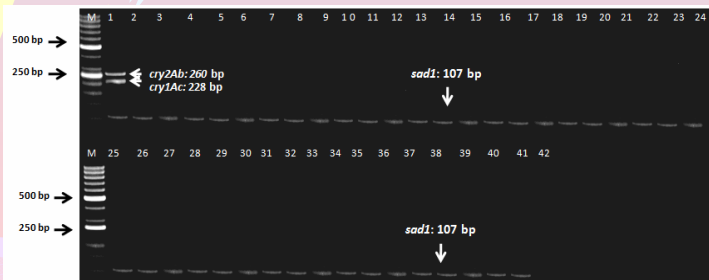 M 1 2 3 4 5 6 7 8 9 10 11 12 13 14 15 16 17 18 19 20 21 22 23 24
500 bp
250 bp
cry2Ab: 260 bp
cry1Ac: 228 bp
sad1: 107 bp
M 25 26 27 28 29 30 31 32 33 34 35 36 37 38 39 40 41 42
500 bp
250 bp
sad1: 107 bp